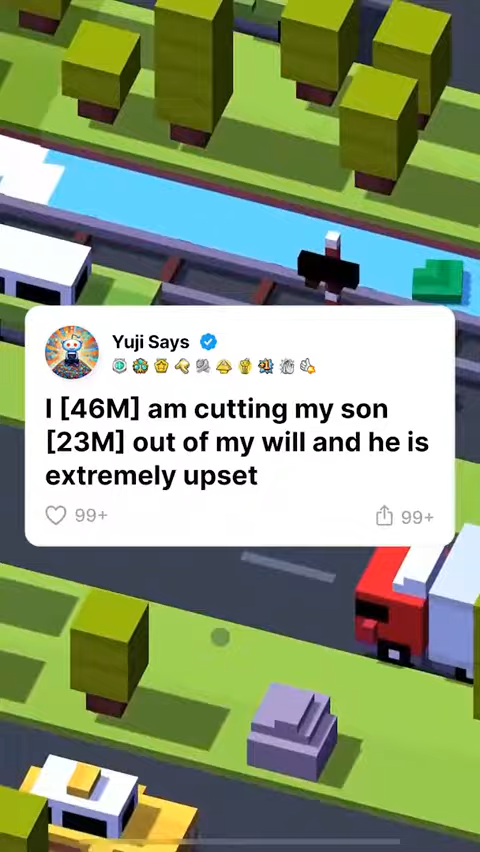 Yuji Says
I [46M] am cutting my son
[23M] out of my will and he is
extremely upset
99+
99+